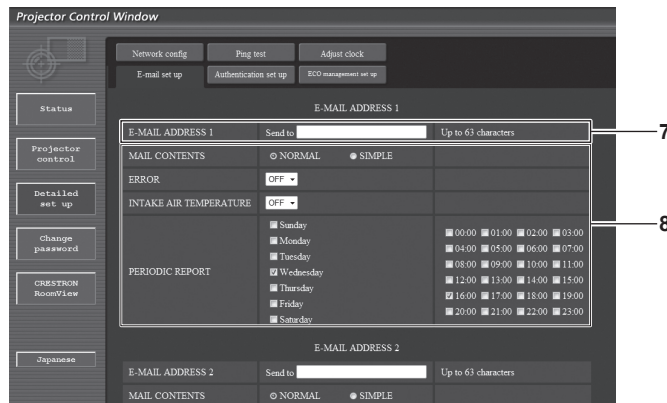 Projector Control Window
Network config Ping test Adjust clock
E-mail set up Authentication set up ECO management set up
Status
Projector control
Detailed set up
Change password
CRESTRON RoomView
Japanese
E-MAIL ADDRESS 1
E-MAIL ADDRESS 1 Send to Up to 63 characters
7
MAIL CONTENTS NORMAL SIMPLE
ERROR OFF
INTAKE AIR TEMPERATURE OFF
8
PERIODIC REPORT
Sunday
Monday
Tuesday
Wednesday
Thursday
Friday
Saturday
00:00 01:00 02:00 03:00
04:00 05:00 06:00 07:00
08:00 09:00 10:00 11:00
12:00 13:00 14:00 15:00
16:00 17:00 18:00 19:00
20:00 21:00 22:00 23:00
E-MAIL ADDRESS 2
E-MAIL ADDRESS 2 Send to Up to 63 characters
MAIL CONTENTS NORMAL SIMPLE